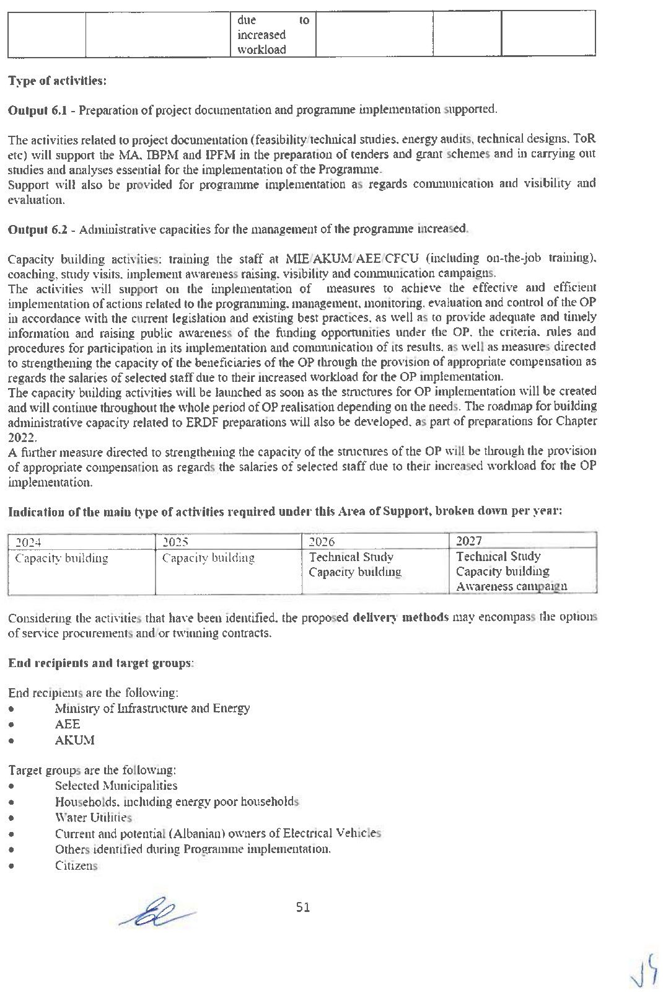 due to
increased
workload
Type of activities:
Output 6.1 - Preparation of project documentation and programme implementation supported.
The activities related to project documentation (feasibility/technical studies, energy audits, technical designs, ToR
etc) will support the MA, IBPM and IPFM in the preparation of tenders and grant schemes and in carrying out
studies and analyses essential for the implementation of the Programme.
Support will also be provided for programme implementation as regards communication and visibility and
evaluation.
Output 6.2 - Administrative capacities for the management of the programme increased.
Capacity building activities: training the staff at MIE/AKUM/AEE/CFCU (including on-the-job training),
coaching, study visits, implement awareness raising, visibility and communication campaigns.
The activities will support on the implementation of measures to achieve the effective and efficient
implementation of actions related to the programming, management, monitoring, evaluation and control of the OP
in accordance with the current legislation and existing best practices, as well as to provide adequate and timely
information and raising public awareness of the funding opportunities under the OP, the criteria, rules and
procedures for participation in its implementation and communication of its results, as well as measures directed
to strengthening the capacity of the beneficiaries of the OP through the provision of appropriate compensation as
regards the salaries of selected staff due to their increased workload for the OP implementation.
The capacity building activities will be launched as soon as the structures for OP implementation will be created
and will continue throughout the whole period of OP realisation depending on the needs. The roadmap for building
administrative capacity related to ERDF preparations will also be developed, as part of preparations for Chapter
2022.
A further measure directed to strengthening the capacity of the structures of the OP will be through the provision
of appropriate compensation as regards the salaries of selected staff due to their increased workload for the OP
implementation.
Indication of the main type of activities required under this Area of Support, broken down per year:
2024 2025 2026 2027
Capacity building Capacity building Technical Study Technical Study
Capacity building Capacity building
Awareness campaign
Considering the activities that have been identified, the proposed delivery methods may encompass the options
of service procurements and/or twinning contracts.
End recipients and target groups:
End recipients are the following:
• Ministry of Infrastructure and Energy
• AEE
• AKUM
Target groups are the following:
• Selected Municipalities
• Households, including energy poor households
• Water Utilities
• Current and potential (Albanian) owners of Electrical Vehicles
• Others identified during Programme implementation.
• Citizens
51